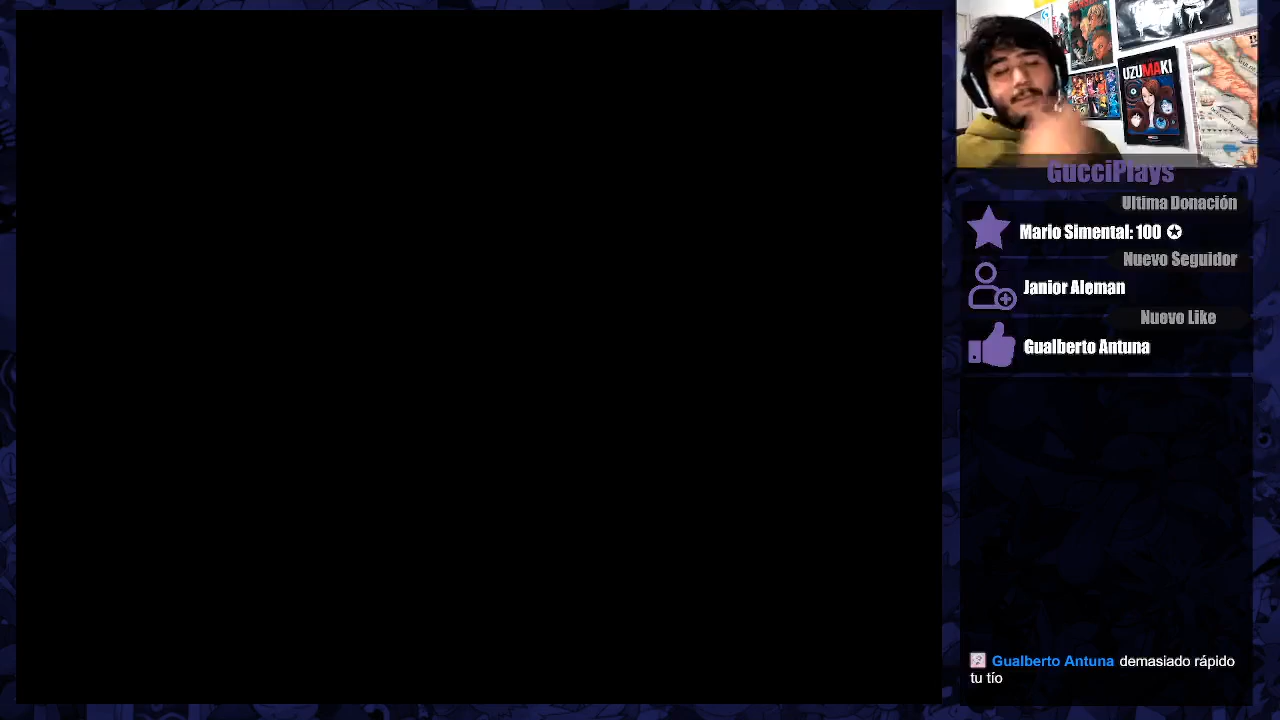 UZUMAKI
GucciPlays
Ultima Donación
Mario Simental: 100
Nuevo Seguidor
Janior Aleman
Nuevo Like
Gualberto Antuna
Gualberto Antuna demasiado rápido
tu tío